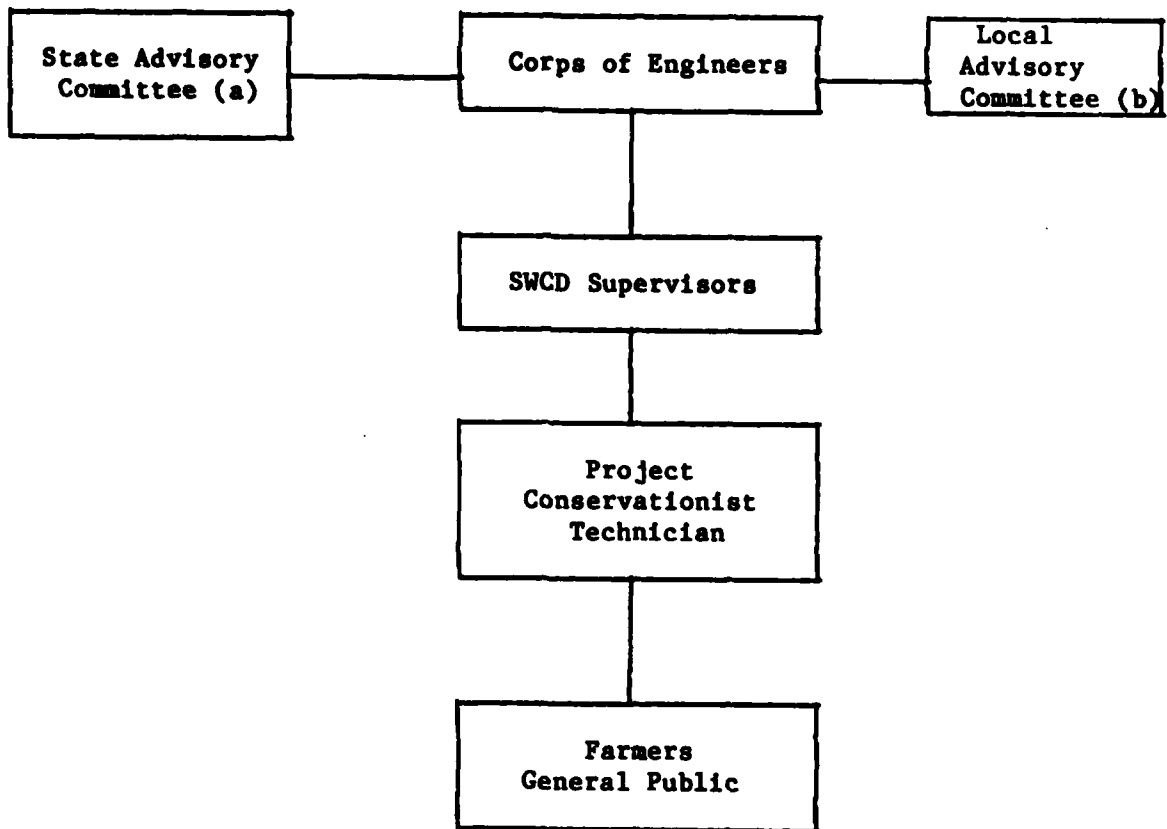 State Advisory
Committee (a)
Corps of Engineers
Local
Advisory
Committee (b)
SWCD Supervisors
Project
Conservationist
Technician
Farmers
General Public